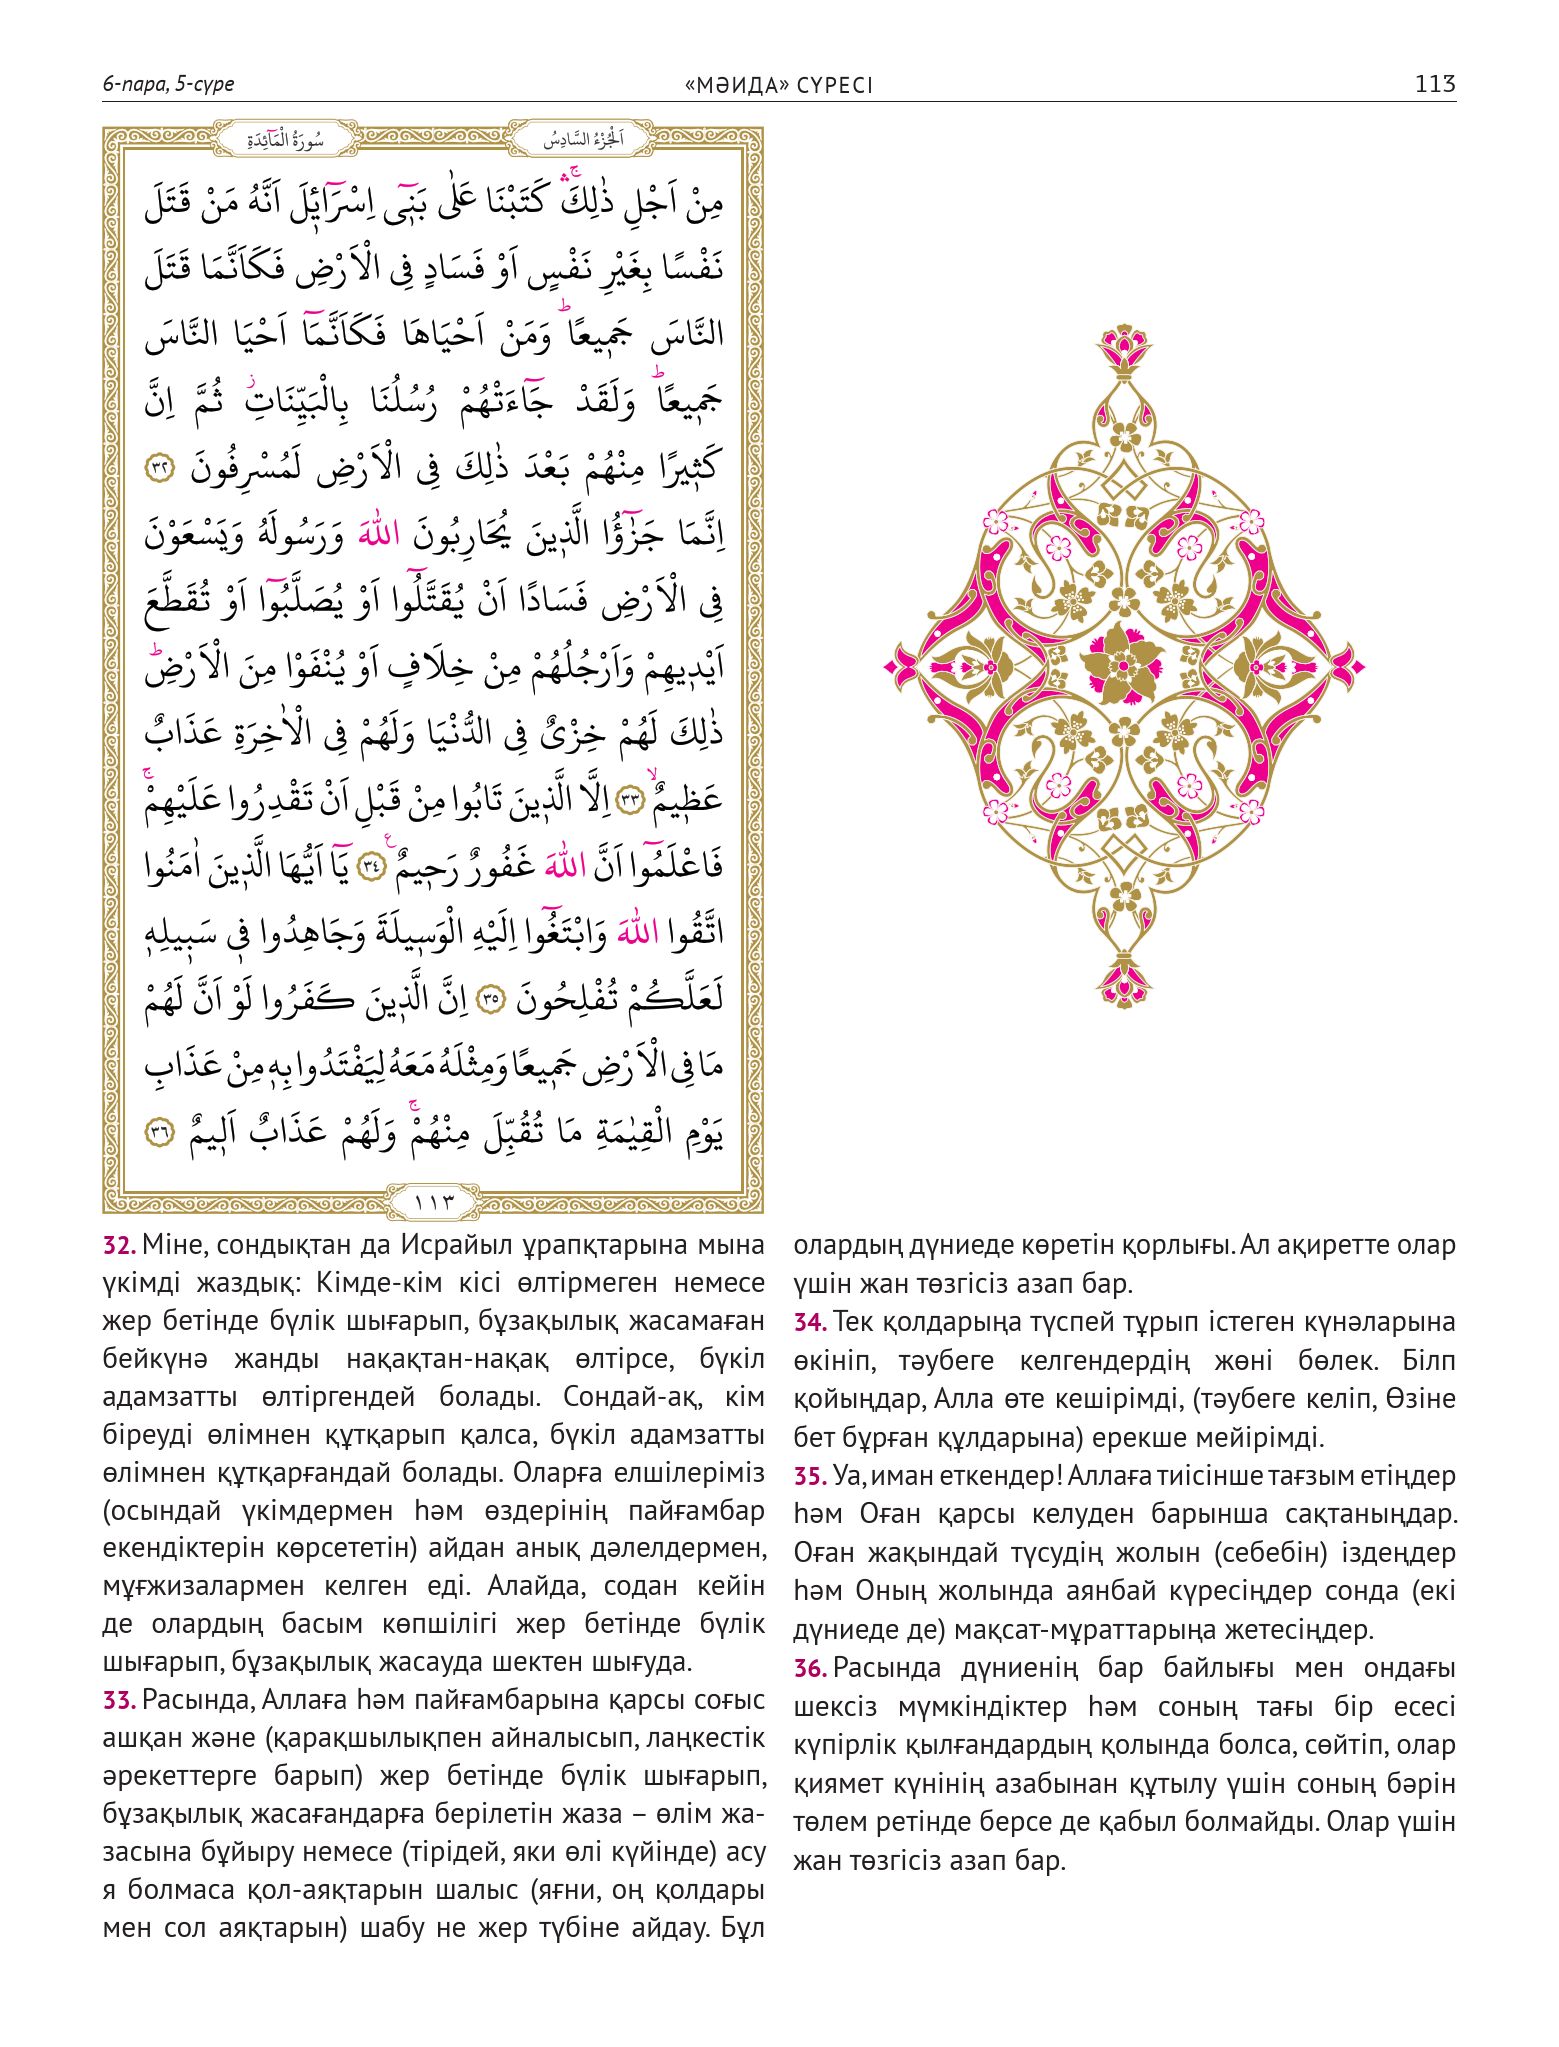 6-пара, 5-сүре
«МӘИДА» СҮРЕСІ
113
سُورَةُ الْمَٓائِدَةِ
اَلْجُزْءُ السَّادِسُ
مِنْ اَجْلِ ذٰلِكَۚۛ كَتَبْنَا عَلٰى بَن۪ٓي اِسْرَٓائ۪لَ اَنَّهُ مَنْ قَتَلَ
نَفْسًا بِغَيْرِ نَفْسٍ اَوْ فَسَادٍ فِي الْاَرْضِ فَكَاَنَّمَا قَتَلَ
النَّاسَ جَم۪يعًاۜ وَمَنْ اَحْيَاهَا فَكَاَنَّمَٓا اَحْيَا النَّاسَ
جَم۪يعًاۜ وَلَقَدْ جَٓاءَتْهُمْ رُسُلُنَا بِالْبَيِّنَاتِۘ ثُمَّ اِنَّ
كَث۪يرًا مِنْهُمْ بَعْدَ ذٰلِكَ فِي الْاَرْضِ لَمُسْرِفُونَ ﴿٣٢﴾
اِنَّمَا جَزٰٓؤُا الَّذ۪ينَ يُحَارِبُونَ اللّٰهَ وَرَسُولَهُ وَيَسْعَوْنَ
فِي الْاَرْضِ فَسَادًا اَنْ يُقَتَّلُٓوا اَوْ يُصَلَّبُٓوا اَوْ تُقَطَّعَ
اَيْد۪يهِمْ وَاَرْجُلُهُمْ مِنْ خِلَافٍ اَوْ يُنْفَوْا مِنَ الْاَرْضِۜ
ذٰلِكَ لَهُمْ خِزْيٌ فِي الدُّنْيَا وَلَهُمْ فِي الْاٰخِرَةِ عَذَابٌ
عَظ۪يمٌۙ ﴿٣٣﴾ اِلَّا الَّذ۪ينَ تَابُوا مِنْ قَبْلِ اَنْ تَقْدِرُوا عَلَيْهِمْۚ
فَاعْلَمُٓوا اَنَّ اللّٰهَ غَفُورٌ رَح۪يمٌ۟ ﴿٣٤﴾ يَٓا اَيُّهَا الَّذ۪ينَ اٰمَنُوا
اتَّقُوا اللّٰهَ وَابْتَغُٓوا اِلَيْهِ الْوَس۪يلَةَ وَجَاهِدُوا ف۪ي سَب۪يلِه۪
لَعَلَّكُمْ تُفْلِحُونَ ﴿٣٥﴾ اِنَّ الَّذ۪ينَ كَفَرُوا لَوْ اَنَّ لَهُمْ
مَا فِي الْاَرْضِ جَم۪يعًا وَمِثْلَهُ مَعَهُ لِيَفْتَدُوا بِه۪ مِنْ عَذَابِ
يَوْمِ الْقِيٰمَةِ مَا تُقُبِّلَ مِنْهُمْۚ وَلَهُمْ عَذَابٌ اَل۪يمٌ ﴿٣٦﴾
١١٣
32. Міне, сондықтан да Исрайыл ұрапқтарына мына
үкімді жаздық: Кімде-кім кісі өлтірмеген немесе
жер бетінде бүлік шығарып, бұзақылық жасамаған
бейкүнә жанды нақақтан-нақақ өлтірсе, бүкіл
адамзатты өлтіргендей болады. Сондай-ақ, кім
біреуді өлімнен құтқарып қалса, бүкіл адамзатты
өлімнен құтқарғандай болады. Оларға елшілеріміз
(осындай үкімдермен һәм өздерінің пайғамбар
екендіктерін көрсететін) айдан анық дәлелдермен,
мұғжизалармен келген еді. Алайда, содан кейін
де олардың басым көпшілігі жер бетінде бүлік
шығарып, бұзақылық жасауда шектен шығуда.
33. Расында, Аллаға һәм пайғамбарына қарсы соғыс
ашқан және (қарақшылықпен айналысып, лаңкестік
әрекеттерге барып) жер бетінде бүлік шығарып,
бұзақылық жасағандарға берілетін жаза – өлім жа-
засына бұйыру немесе (тірідей, яки өлі күйінде) асу
я болмаса қол-аяқтарын шалыс (яғни, оң қолдары
мен сол аяқтарын) шабу не жер түбіне айдау. Бұл
олардың дүниеде көретін қорлығы. Ал ақиретте олар
үшін жан төзгісіз азап бар.
34. Тек қолдарыңа түспей тұрып істеген күнәларына
өкініп, тәубеге келгендердің жөні бөлек. Білп
қойыңдар, Алла өте кешірімді, (тәубеге келіп, Өзіне
бет бұрған құлдарына) ерекше мейірімді.
35. Уа, иман еткендер! Аллаға тиісінше тағзым етіңдер
һәм Оған қарсы келуден барынша сақтаныңдар.
Оған жақындай түсудің жолын (себебін) іздеңдер
һәм Оның жолында аянбай күресіңдер сонда (екі
дүниеде де) мақсат-мұраттарыңа жетесіңдер.
36. Расында дүниенің бар байлығы мен ондағы
шексіз мүмкіндіктер һәм соның тағы бір есесі
күпірлік қылғандардың қолында болса, сөйтіп, олар
қиямет күнінің азабынан құтылу үшін соның бәрін
төлем ретінде берсе де қабыл болмайды. Олар үшін
жан төзгісіз азап бар.